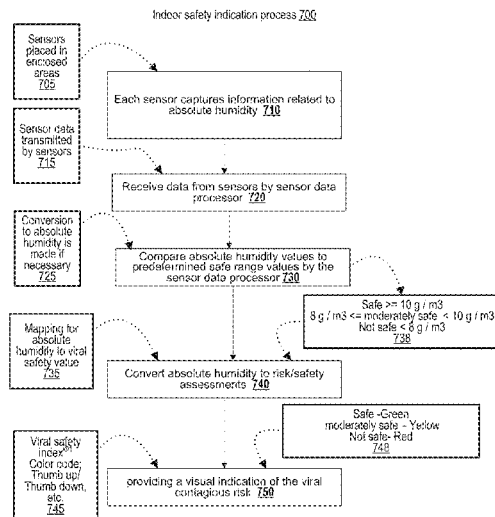 Indoor safety indication process 700
Sensors
placed in
enclosed
areas
705
Each sensor captures information related to
absolute humidity 710
Sensor data
transmitted
by sensors
715
Receive data from sensors by sensor data
processor 720
Conversion
to absolute
humidity is
made if
necessary
725
Compare absolute humidity values to
predetermined safe range values by the
sensor data processor 730
Safe >= 10 g / m3
8 g / m3 <= moderately safe < 10 g / m3
Not safe < 8 g / m3
738
Mapping for
absolute
humidity to viral
safety value
735
Convert absolute humidity to risk/safety
assessments 740
Safe -Green
moderately safe - Yellow
Not safe- Red
748
Viral safety
index
Color code;
Thumb up/
Thumb down,
etc.
745
providing a visual indication of the viral
contagious risk 750